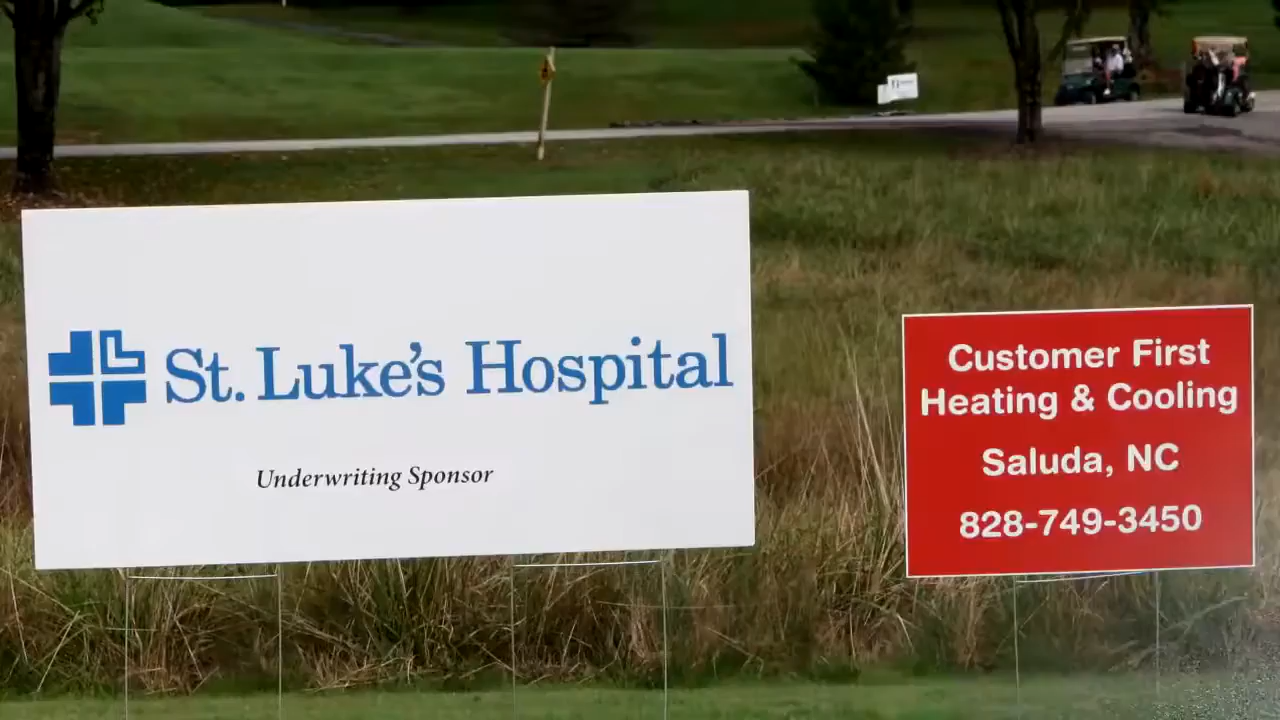 St. Luke's Hospital
Underwriting Sponsor
Customer First
Heating & Cooling
Saluda, NC
828-749-3450